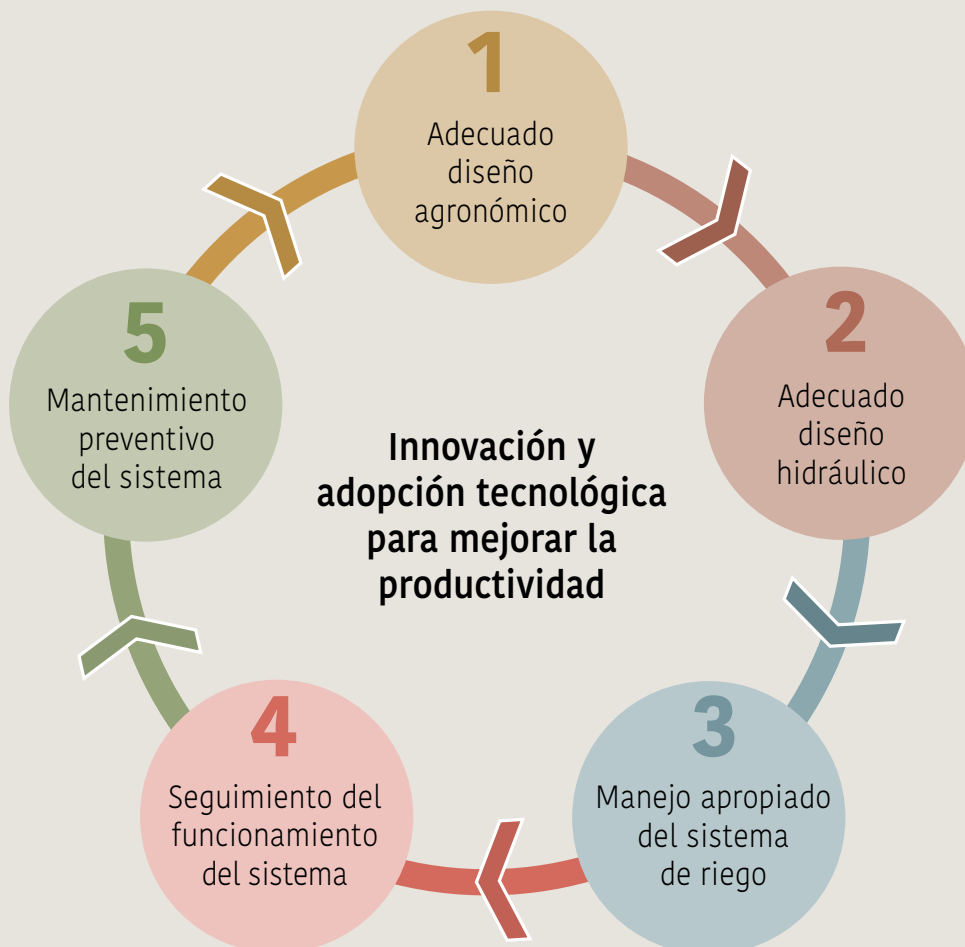 1
Adecuado
diseño
agronómico
2
Adecuado
diseño
hidráulico
3
Manejo apropiado
del sistema
de riego
4
Seguimiento del
funcionamiento
del sistema
5
Mantenimiento
preventivo
del sistema
Innovación y
adopción tecnológica
para mejorar la
productividad